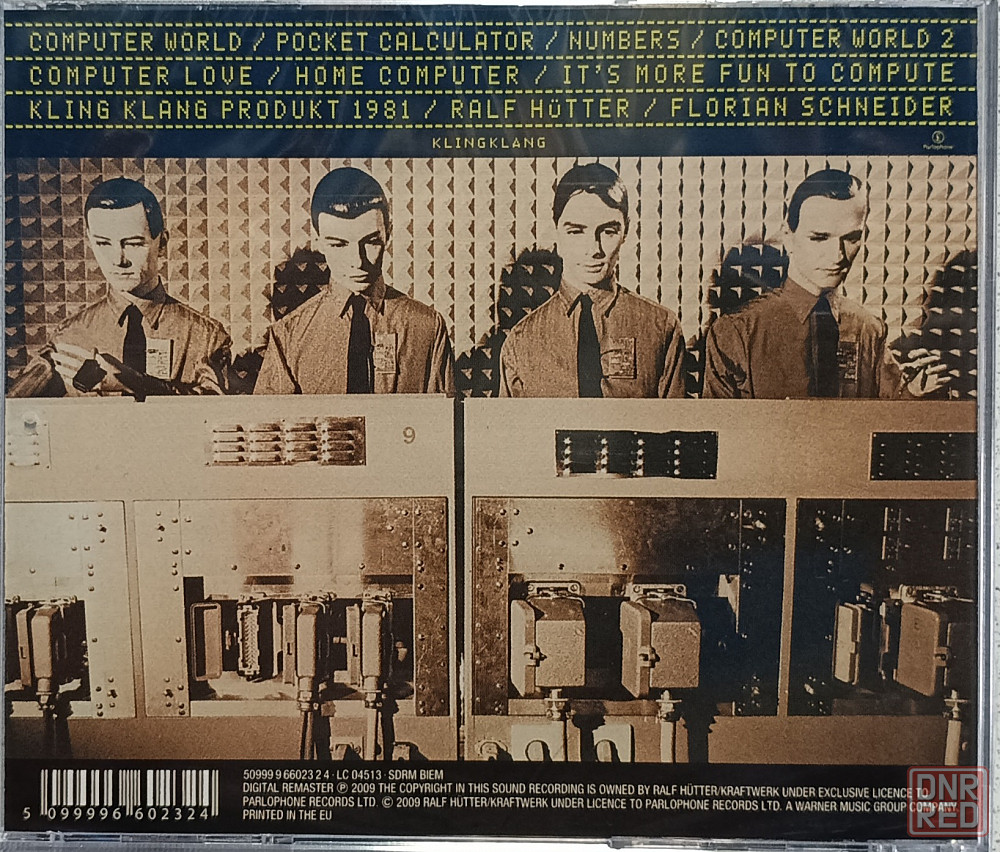 COMPUTER WORLD / POCKET CALCULATOR / NUMBERS / COMPUTER WORLD 2
COMPUTER LOVE / HOME COMPUTER / IT'S MORE FUN TO COMPUTE
KLING KLANG PRODUKT 1981 / RALF HÜTTER / FLORIAN SCHNEIDER
KLINGKLANG
Parlophone
9
50999 9 66023 2 4 · LC 04513 · SDRM BIEM
DIGITAL REMASTER ℗ 2009 THE COPYRIGHT IN THIS SOUND RECORDING IS OWNED BY RALF HÜTTER/KRAFTWERK UNDER EXCLUSIVE LICENCE TO
PARLOPHONE RECORDS LTD. © 2009 RALF HÜTTER/KRAFTWERK UNDER LICENCE TO PARLOPHONE RECORDS LTD. A WARNER MUSIC GROUP COMPANY.
PRINTED IN THE EU
5 099996 602324
DNR
RED